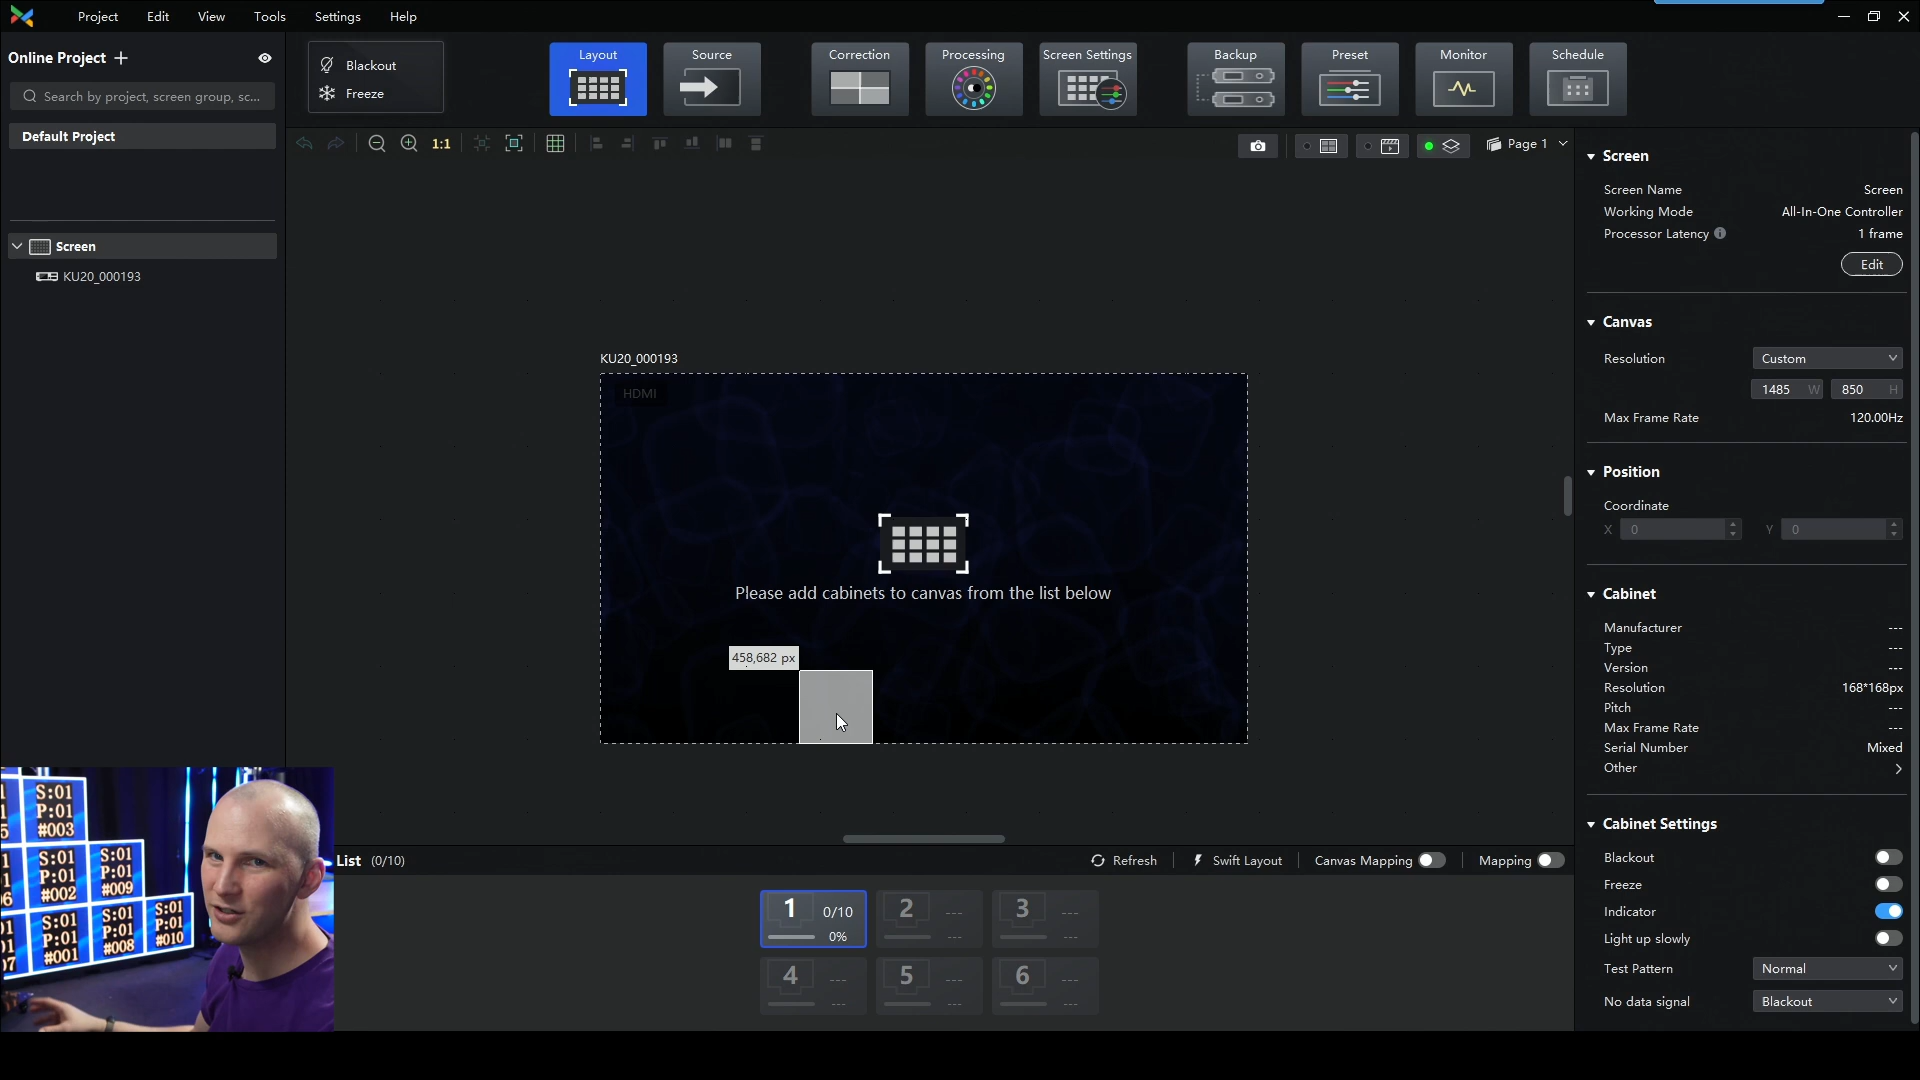 Project Edit View Tools Settings Help
Online Project
Search by project, screen group, sc...
Default Project
Screen
KU20_000193
Blackout
Freeze
Layout
Source
Correction
Processing
Screen Settings
Backup
Preset
Monitor
Schedule
1:1
Page 1
KU20_000193
HDMI
Please add cabinets to canvas from the list below
458,682 px
Screen
Screen Name Screen
Working Mode All-In-One Controller
Processor Latency 1 frame
Edit
Canvas
Resolution Custom
1485 W 850 H
Max Frame Rate 120.00Hz
Position
Coordinate
X 0 Y 0
Cabinet
Manufacturer ---
Type ---
Version ---
Resolution 168*168px
Pitch ---
Max Frame Rate ---
Serial Number Mixed
Other
Cabinet Settings
Blackout
Freeze
Indicator
Light up slowly
Test Pattern Normal
No data signal Blackout
List (0/10)
Refresh
Swift Layout
Canvas Mapping
Mapping
1 0/10
0%
2 ---
---
3 ---
---
4 ---
---
5 ---
---
6 ---
---
S:01
P:01
#003
S:01
P:01
#002
S:01
P:01
#009
S:01
P:01
#001
S:01
P:01
#008
S:01
P:01
#010